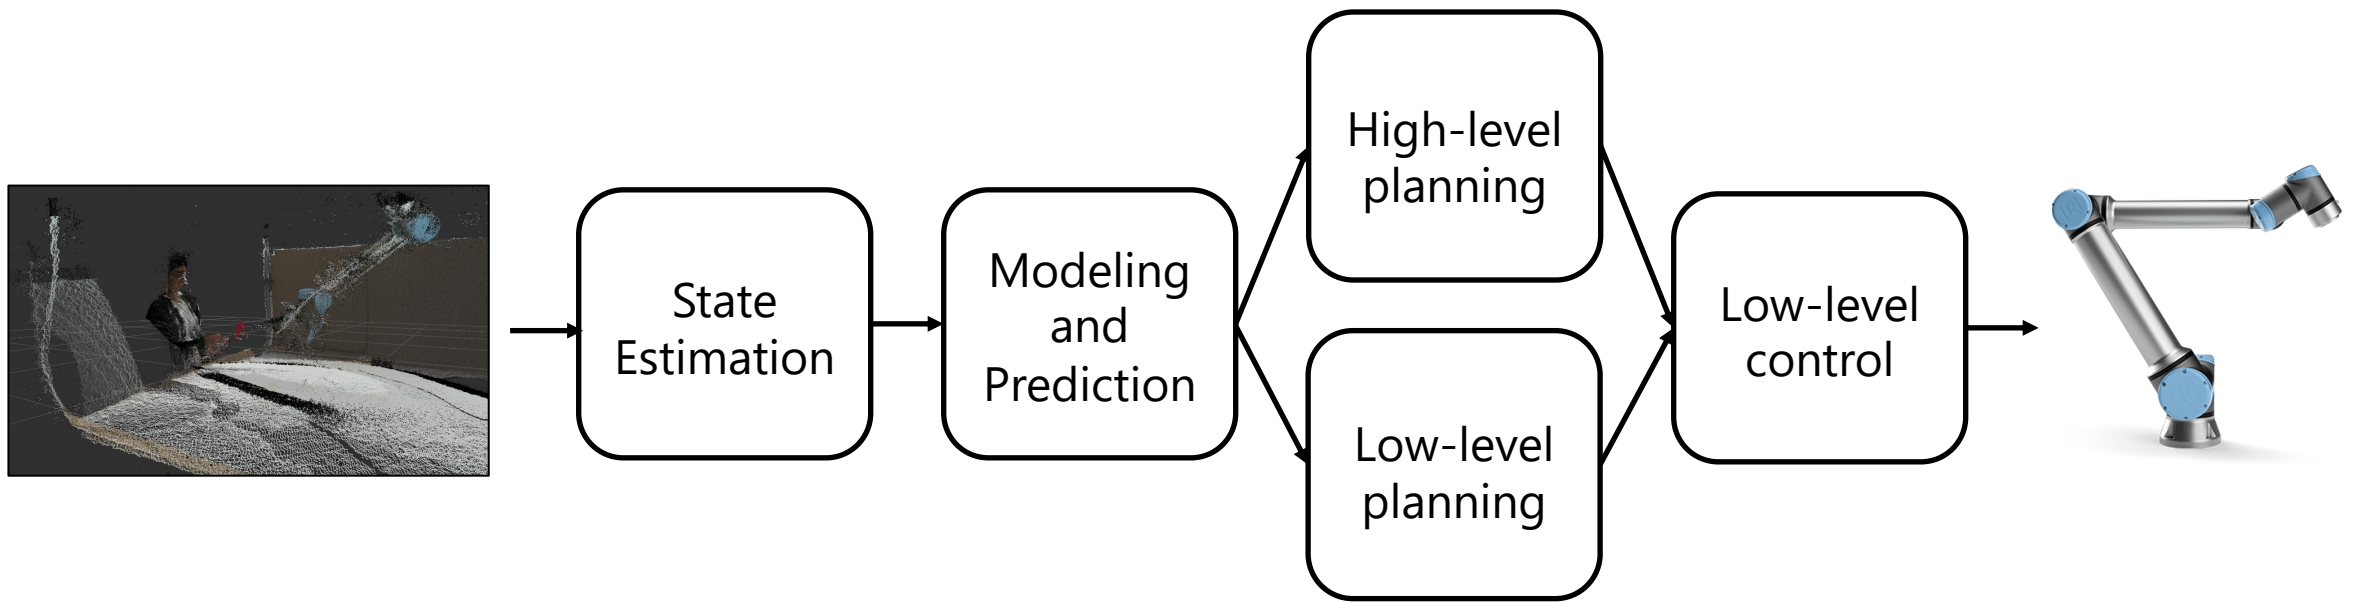 State
Estimation
Modeling
and
Prediction
High-level
planning
Low-level
planning
Low-level
control